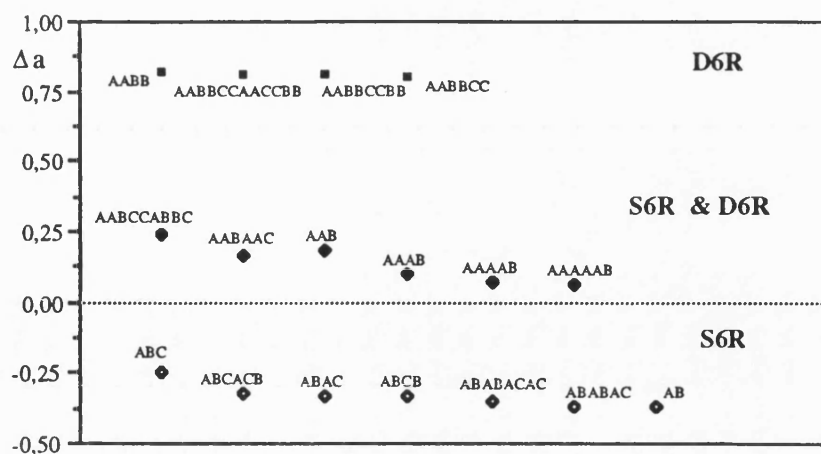 1,00
Δa
D6R
AABB
AABBCCAACCBB
AABBCCBB
AABBCC
0,75
0,50
S6R & D6R
AABCCABBC
AABAAC
AAB
AAAB
AAAAB
AAAAAB
0,25
0,00
S6R
ABC
ABCACB
ABAC
ABCB
ABABACAC
ABABAC
AB
-0,25
-0,50